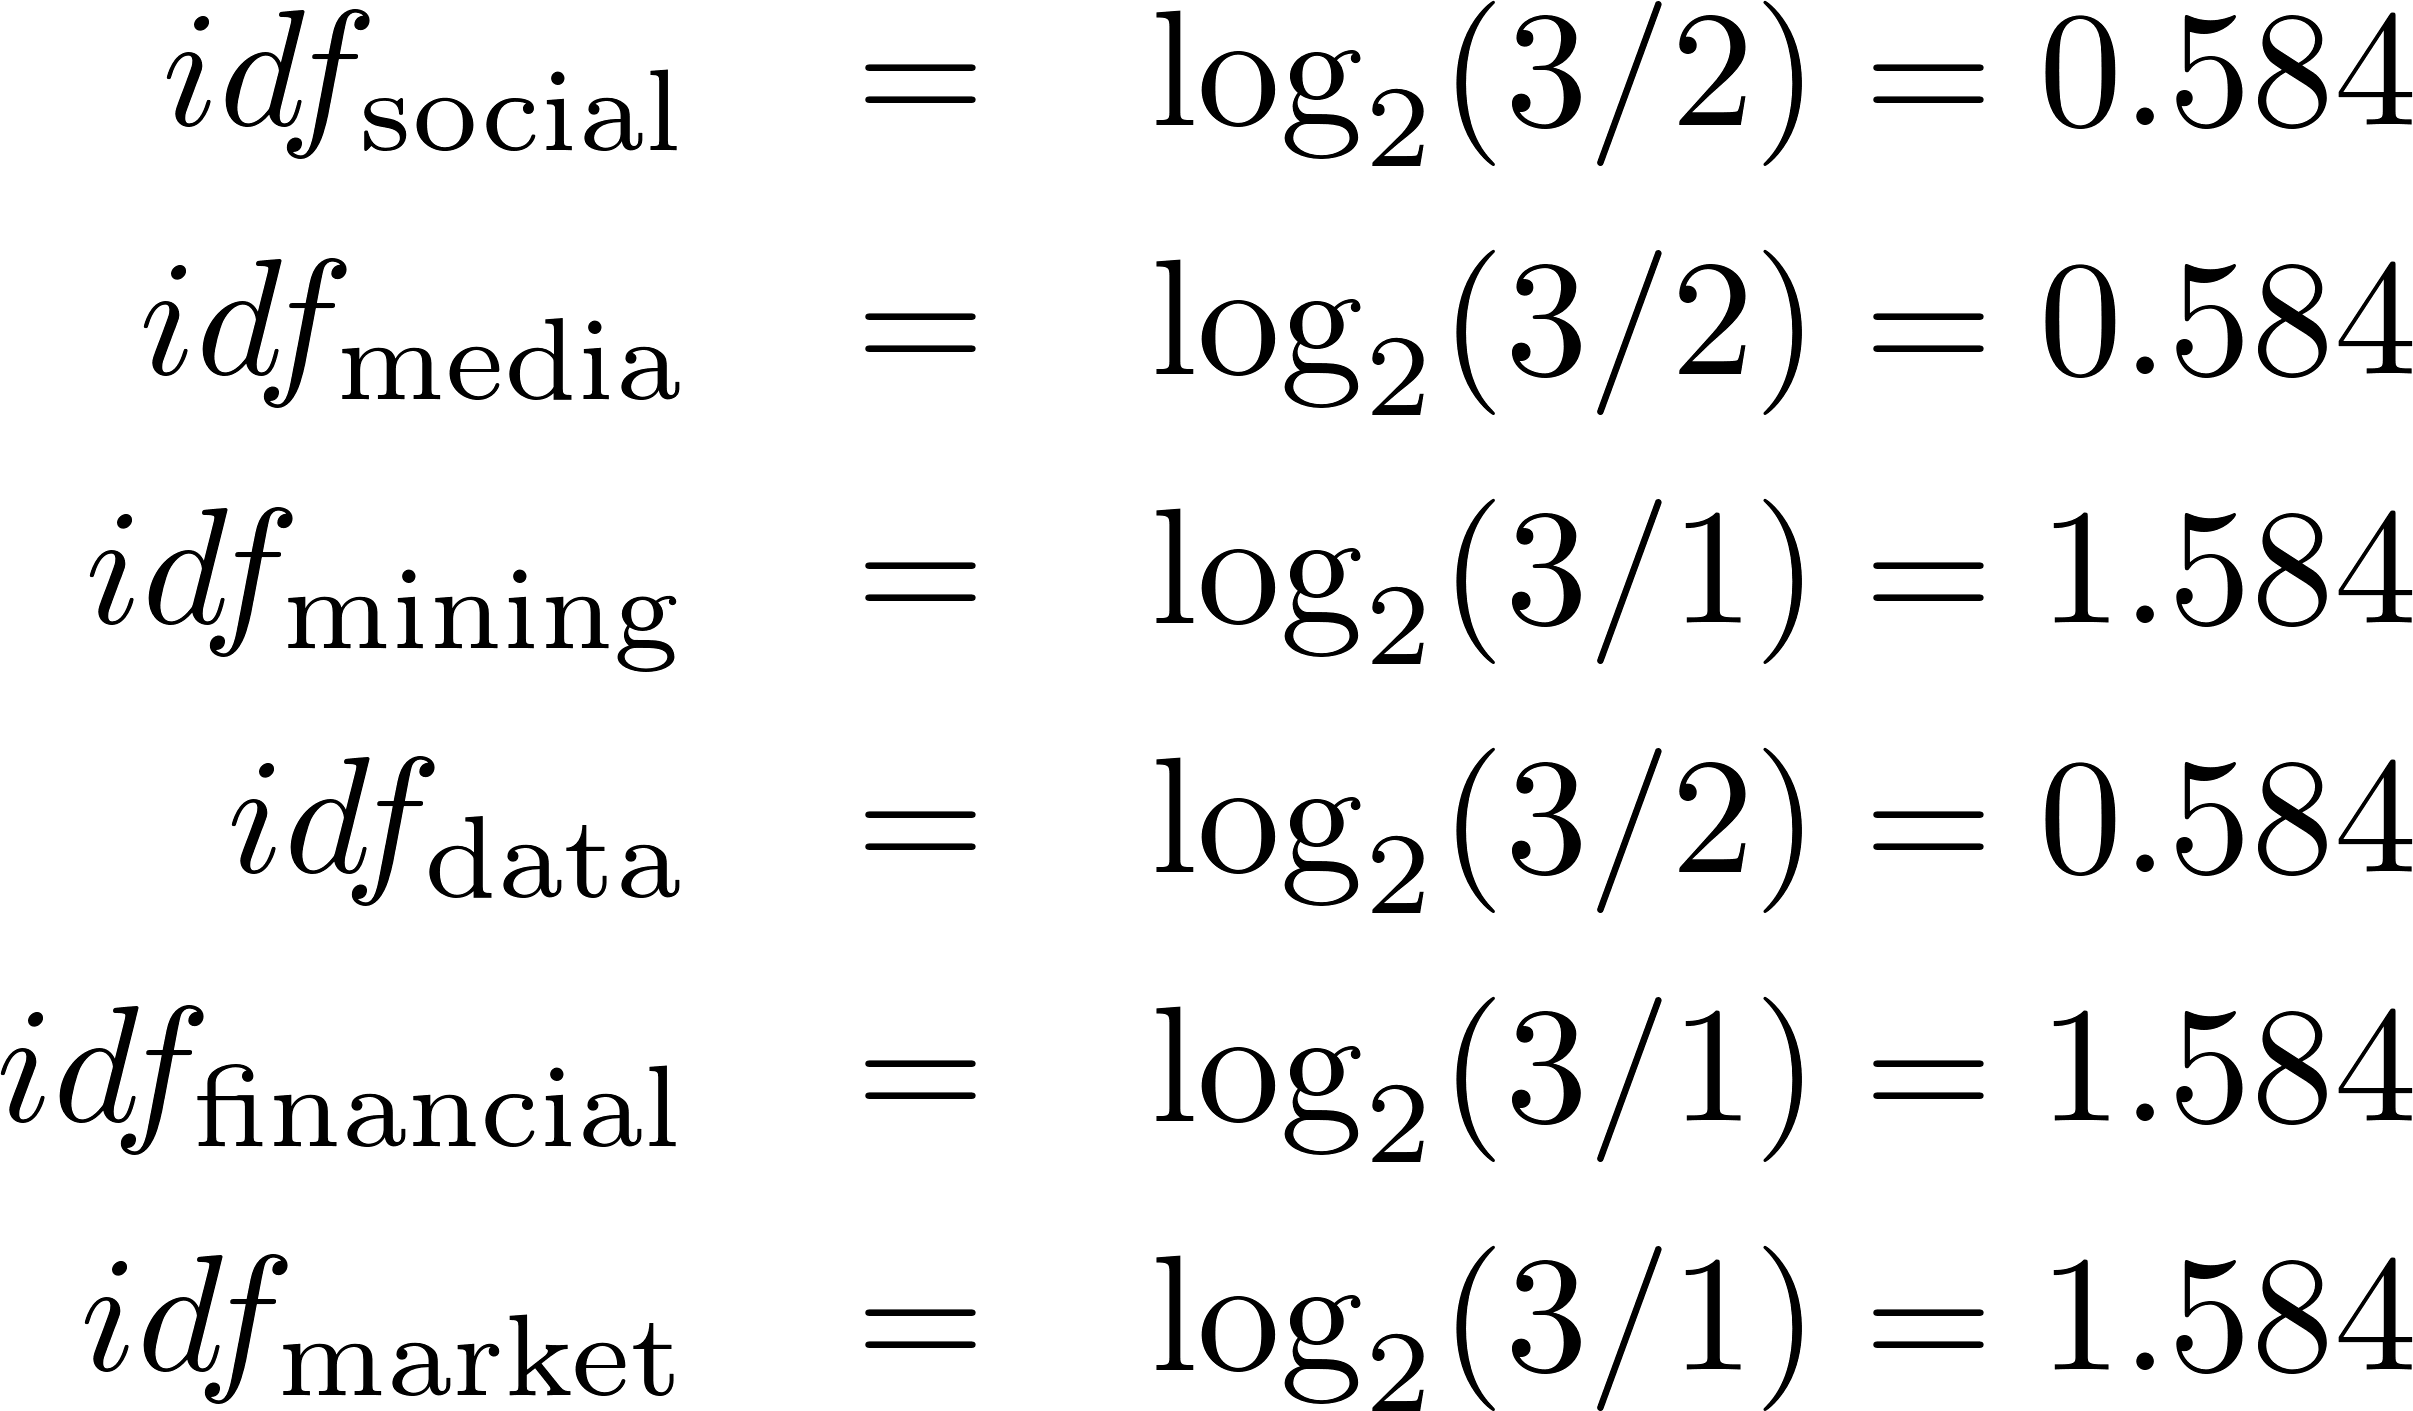 idf_social = log_2(3/2) = 0.584
idf_media = log_2(3/2) = 0.584
idf_mining = log_2(3/1) = 1.584
idf_data = log_2(3/2) = 0.584
idf_financial = log_2(3/1) = 1.584
idf_market = log_2(3/1) = 1.584